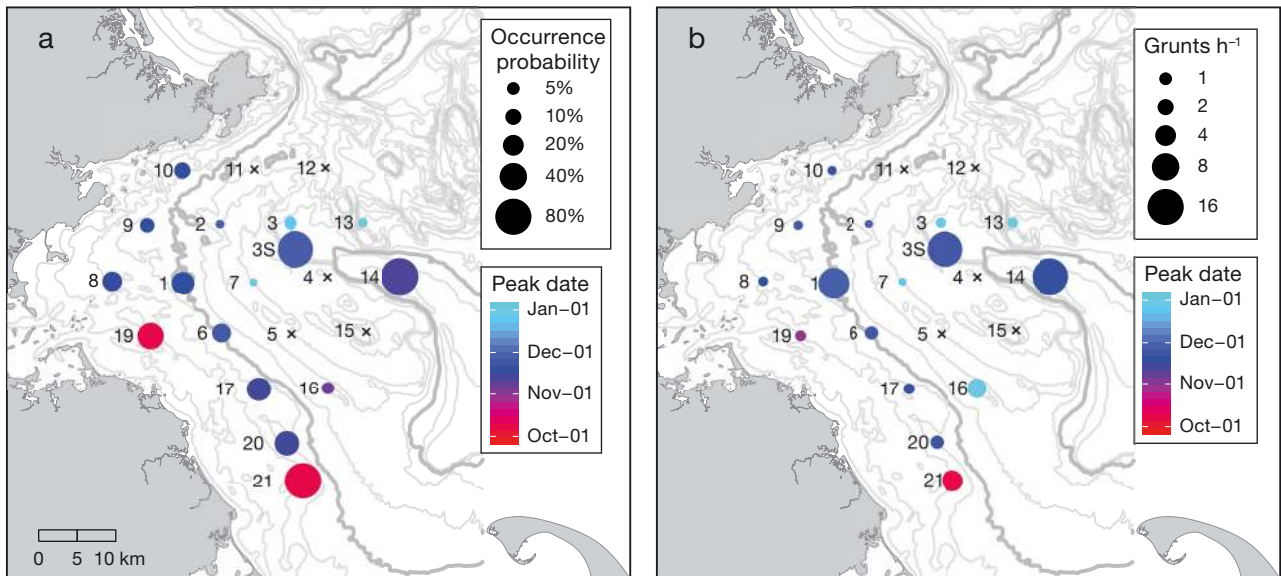 a
Occurrence
probability
5%
10%
20%
40%
80%
Peak date
Jan–01
Dec–01
Nov–01
Oct–01
10
11
12
9
2
3
13
3S
8
1
7
4
14
19
6
5
15
17
16
20
21
0 5 10 km
b
Grunts h⁻¹
1
2
4
8
16
Peak date
Jan–01
Dec–01
Nov–01
Oct–01
10
11
12
9
2
3
13
3S
8
1
7
4
14
19
6
5
15
17
16
20
21